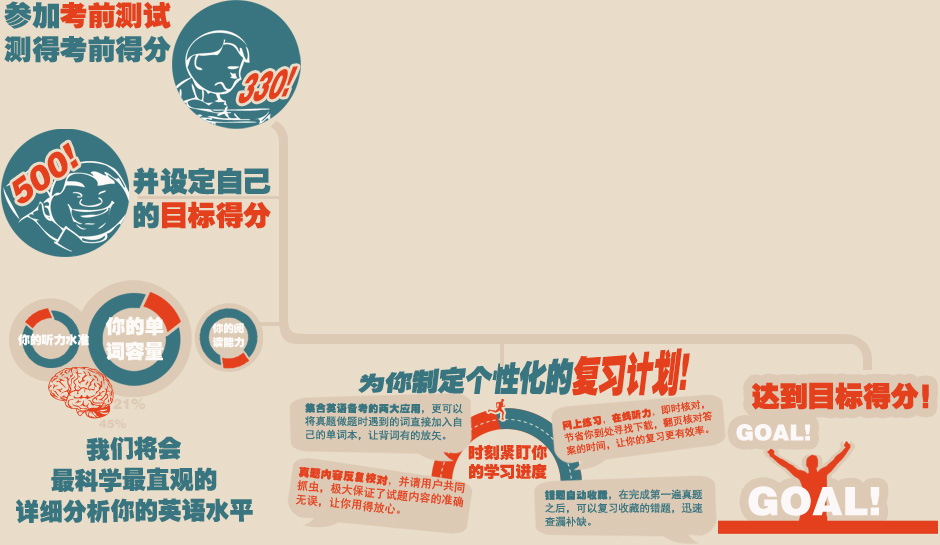 参加考前测试
测得考前得分
330!
500!
并设定自己
的目标得分
你的听力水准
你的单
词容量
你的阅
读能力
21%
45%
我们将会
最科学最直观的
详细分析你的英语水平
为你制定个性化的复习计划!
集合英语备考的两大应用，更可以
将真题做题时遇到的词直接加入自
己的单词本，让背词有的放矢。
网上练习，在线听力，即时核对，
节省你到处寻找下载，翻页核对答
案的时间，让你的复习更有效率。
时刻紧盯你
的学习进度
真题内容反复校对，并请用户共同
抓虫，极大保证了试题内容的准确
无误，让你用得放心。
错题自动收藏，在完成第一遍真题
之后，可以复习收藏的错题，迅速
查漏补缺。
达到目标得分!
GOAL!
GOAL!